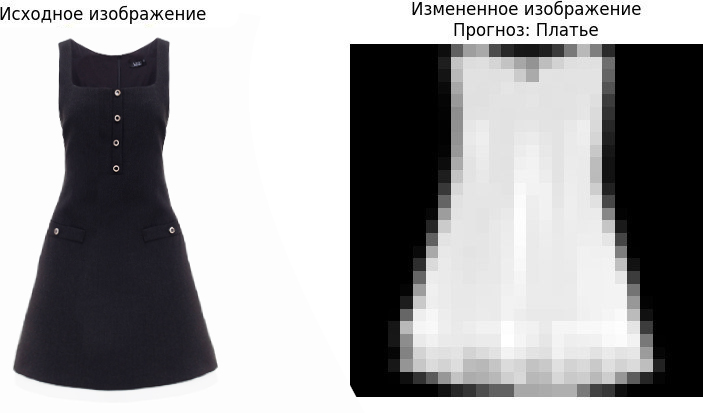 Исходное изображение
Измененное изображение
Прогноз: Платье